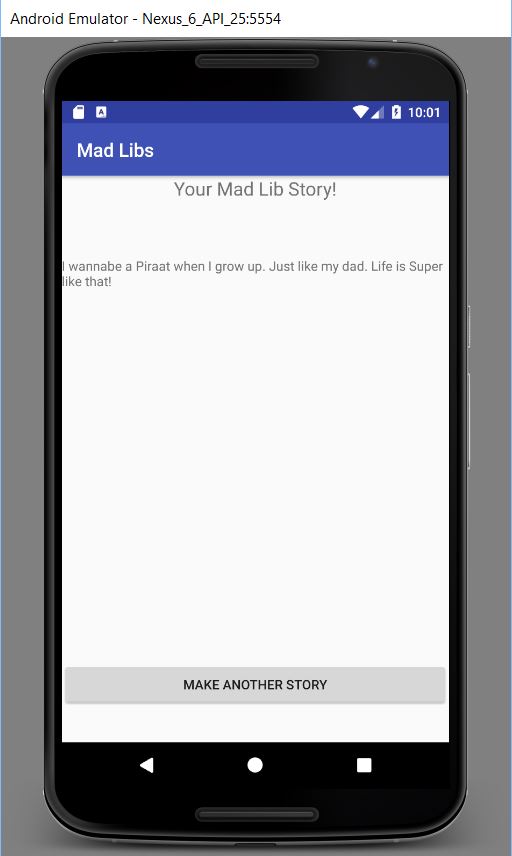 Android Emulator - Nexus_6_API_25:5554
A 10:01
Mad Libs
Your Mad Lib Story!
I wannabe a Piraat when I grow up. Just like my dad. Life is Super
like that!
MAKE ANOTHER STORY